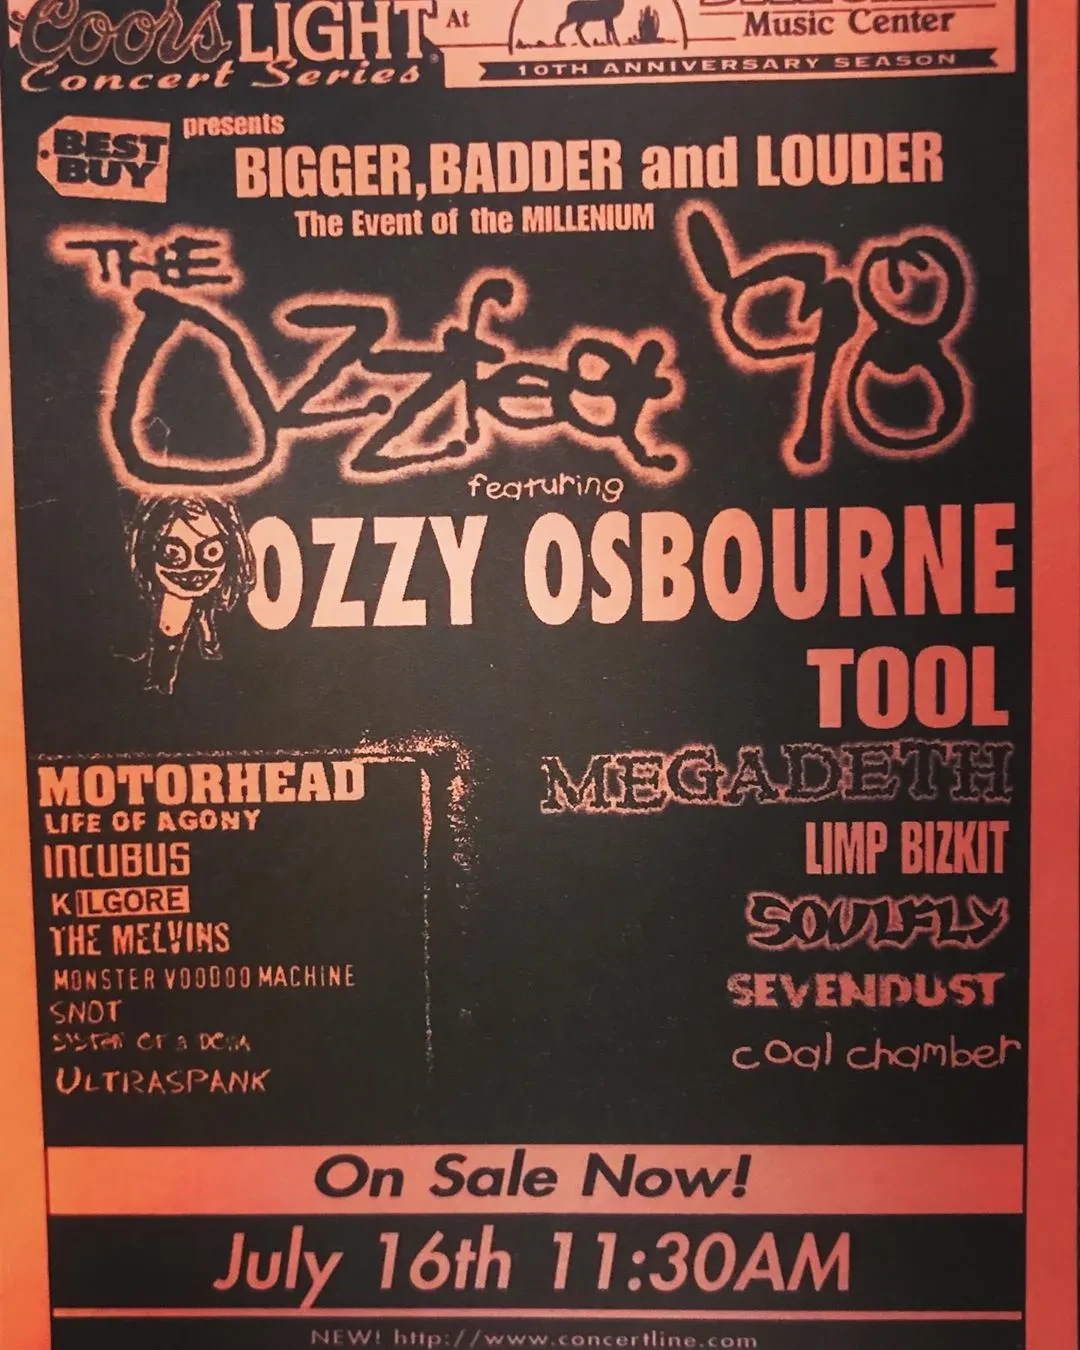 Coors LIGHT
Concert Series
At
Music Center
10TH ANNIVERSARY SEASON
BEST BUY
presents
BIGGER, BADDER and LOUDER
The Event of the MILLENIUM
THE
Ozzfest '98
featuring
OZZY OSBOURNE
TOOL
MEGADETH
LIMP BIZKIT
SOULFLY
SEVENDUST
coal chamber
MOTORHEAD
LIFE OF AGONY
INCUBUS
KILGORE
THE MELVINS
MONSTER VOODOO MACHINE
SNOT
SYSTEM OF A DOWN
ULTRASPANK
On Sale Now!
July 16th 11:30AM
NEW! http://www.concertline.com